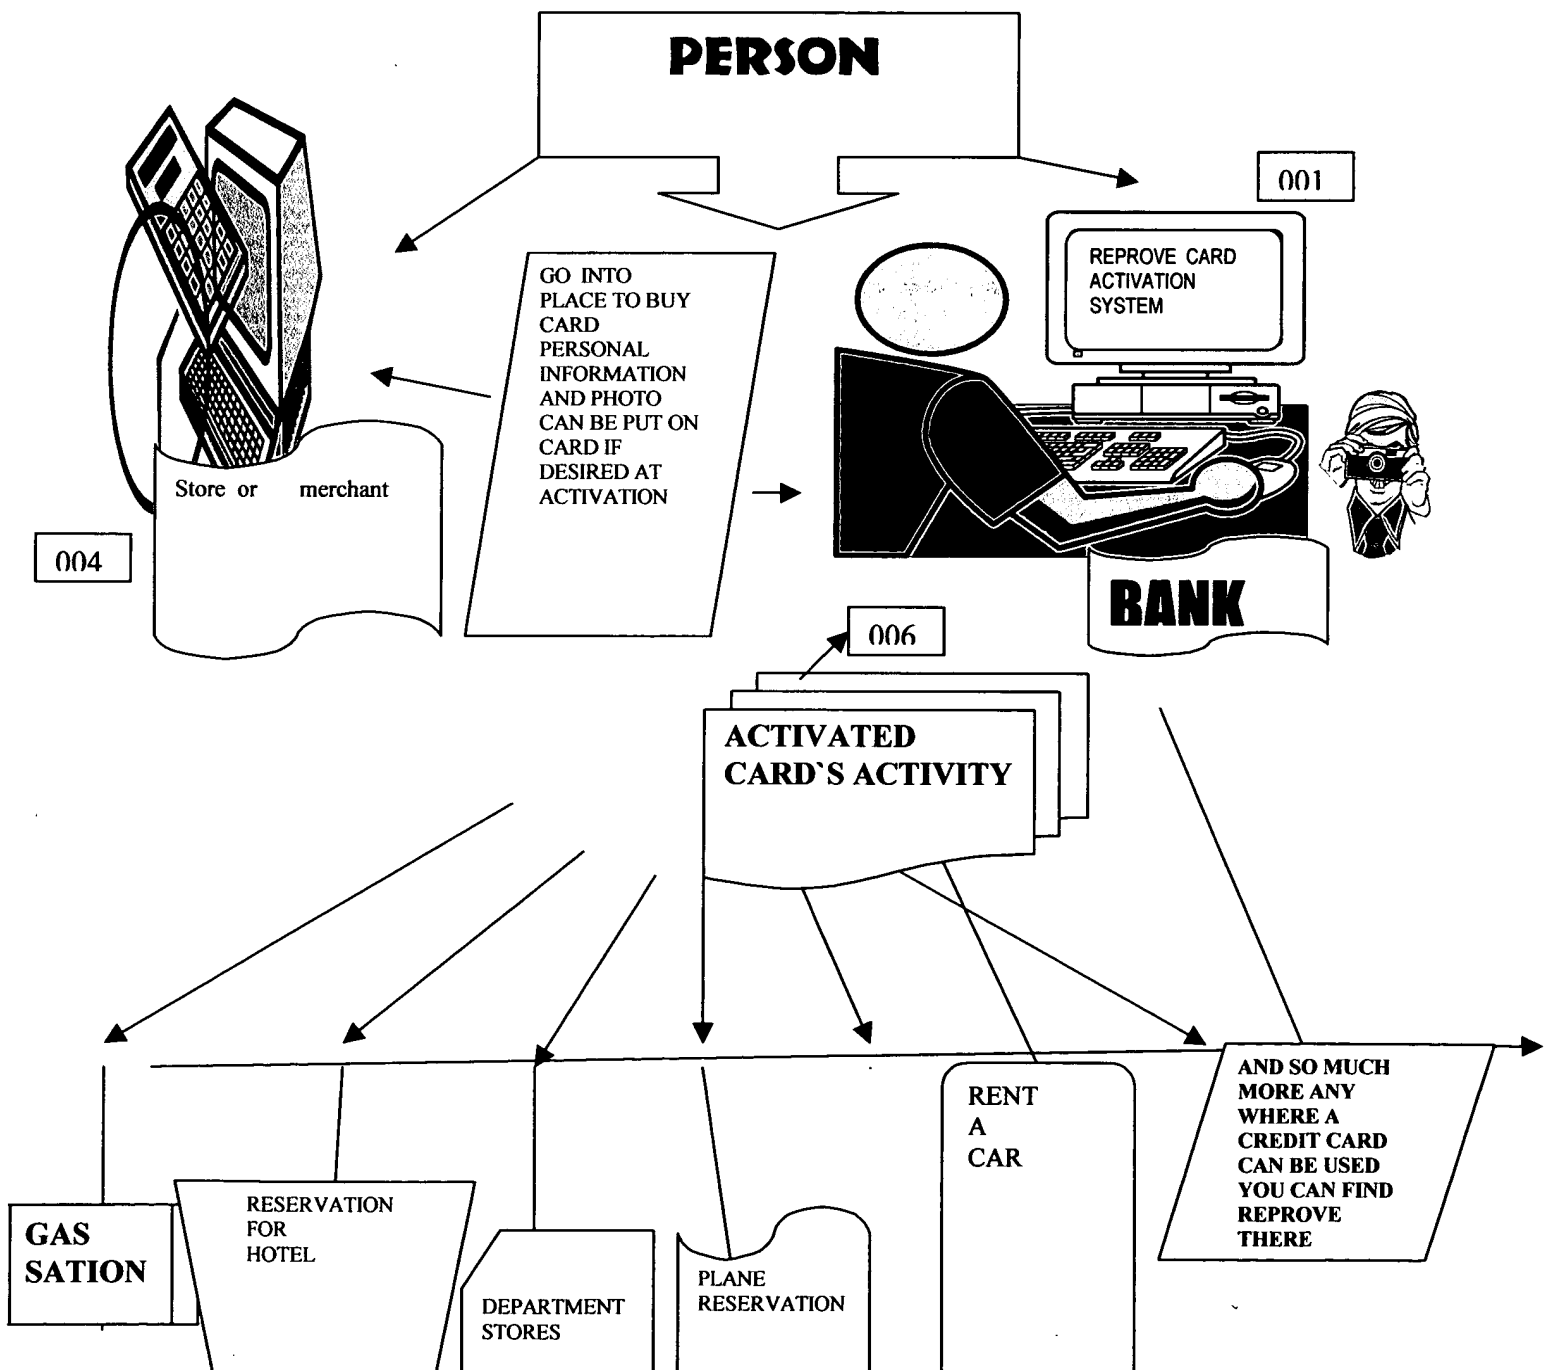 PERSON
001
REPROVE CARD
ACTIVATION
SYSTEM
GO INTO
PLACE TO BUY
CARD
PERSONAL
INFORMATION
AND PHOTO
CAN BE PUT ON
CARD IF
DESIRED AT
ACTIVATION
Store or merchant
004
BANK
006
ACTIVATED
CARD`S ACTIVITY
GAS
SATION
RESERVATION
FOR
HOTEL
DEPARTMENT
STORES
PLANE
RESERVATION
RENT
A
CAR
AND SO MUCH
MORE ANY
WHERE A
CREDIT CARD
CAN BE USED
YOU CAN FIND
REPROVE
THERE